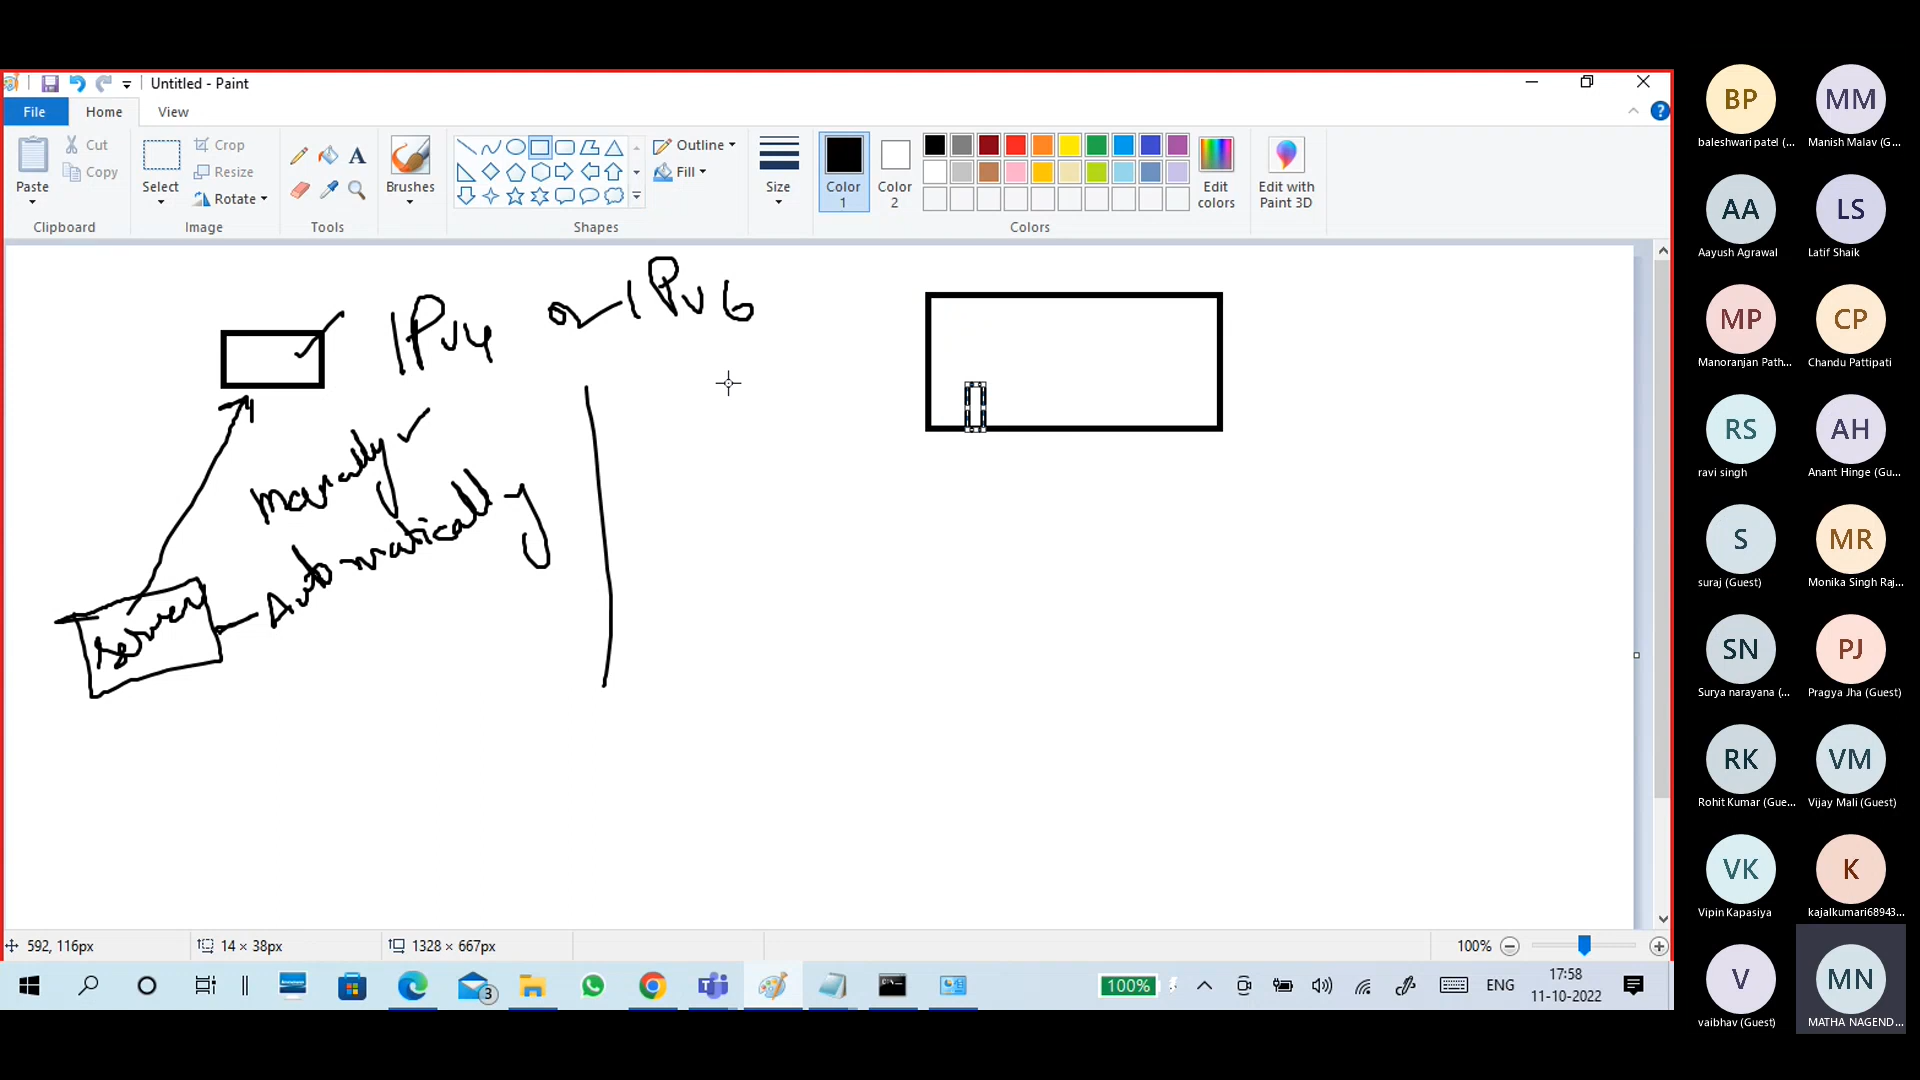 Untitled - Paint
File Home View
Paste Cut Copy Clipboard
Select Crop Resize Rotate Image
Tools
Brushes
Outline Fill Shapes
Size
Color 1 Color 2
Edit colors
Edit with Paint 3D
Colors
IPv4 or IPv6
manually
Automatically
server
592, 116px 14 × 38px 1328 × 667px 100%
3 100% ENG 17:58 11-10-2022
BP MM
baleshwari patel (... Manish Malav (G...
AA LS
Aayush Agrawal Latif Shaik
MP CP
Manoranjan Path... Chandu Pattipati
RS AH
ravi singh Anant Hinge (Gu...
S MR
suraj (Guest) Monika Singh Raj...
SN PJ
Surya narayana (... Pragya Jha (Guest)
RK VM
Rohit Kumar (Gue... Vijay Mali (Guest)
VK K
Vipin Kapasiya kajalkumari68943...
V MN
vaibhav (Guest) MATHA NAGEND...